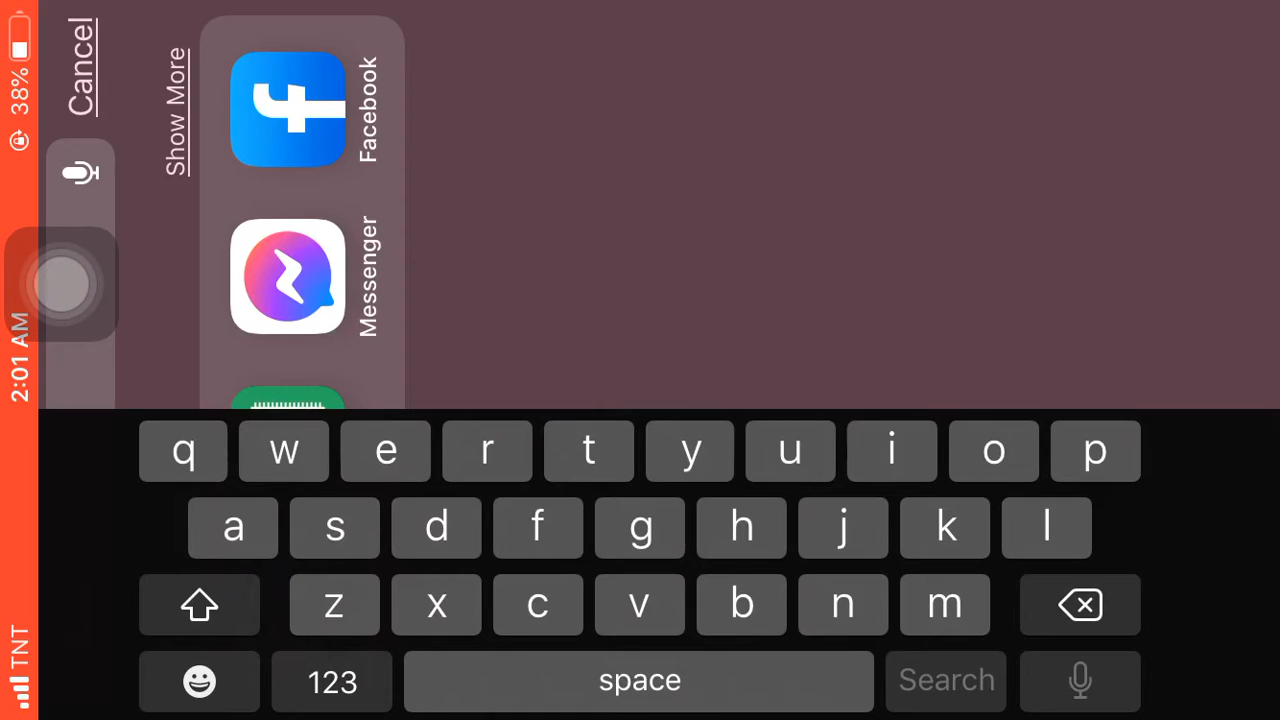 TNT 2:01 AM 38%
Cancel
Show More
Messenger Facebook
q w e r t y u i o p
a s d f g h j k l
z x c v b n m
123 space Search